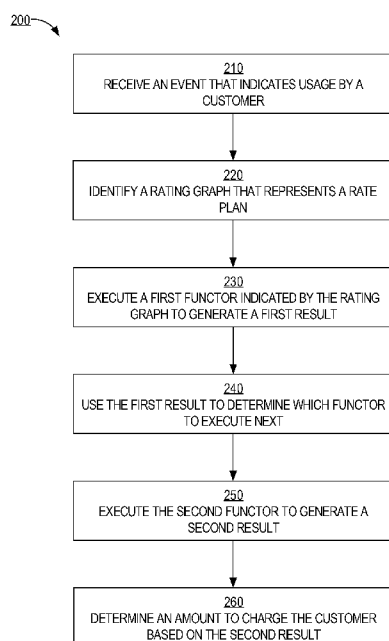 200
210
RECEIVE AN EVENT THAT INDICATES USAGE BY A
CUSTOMER
220
IDENTIFY A RATING GRAPH THAT REPRESENTS A RATE
PLAN
230
EXECUTE A FIRST FUNCTOR INDICATED BY THE RATING
GRAPH TO GENERATE A FIRST RESULT
240
USE THE FIRST RESULT TO DETERMINE WHICH FUNCTOR
TO EXECUTE NEXT
250
EXECUTE THE SECOND FUNCTOR TO GENERATE A
SECOND RESULT
260
DETERMINE AN AMOUNT TO CHARGE THE CUSTOMER
BASED ON THE SECOND RESULT